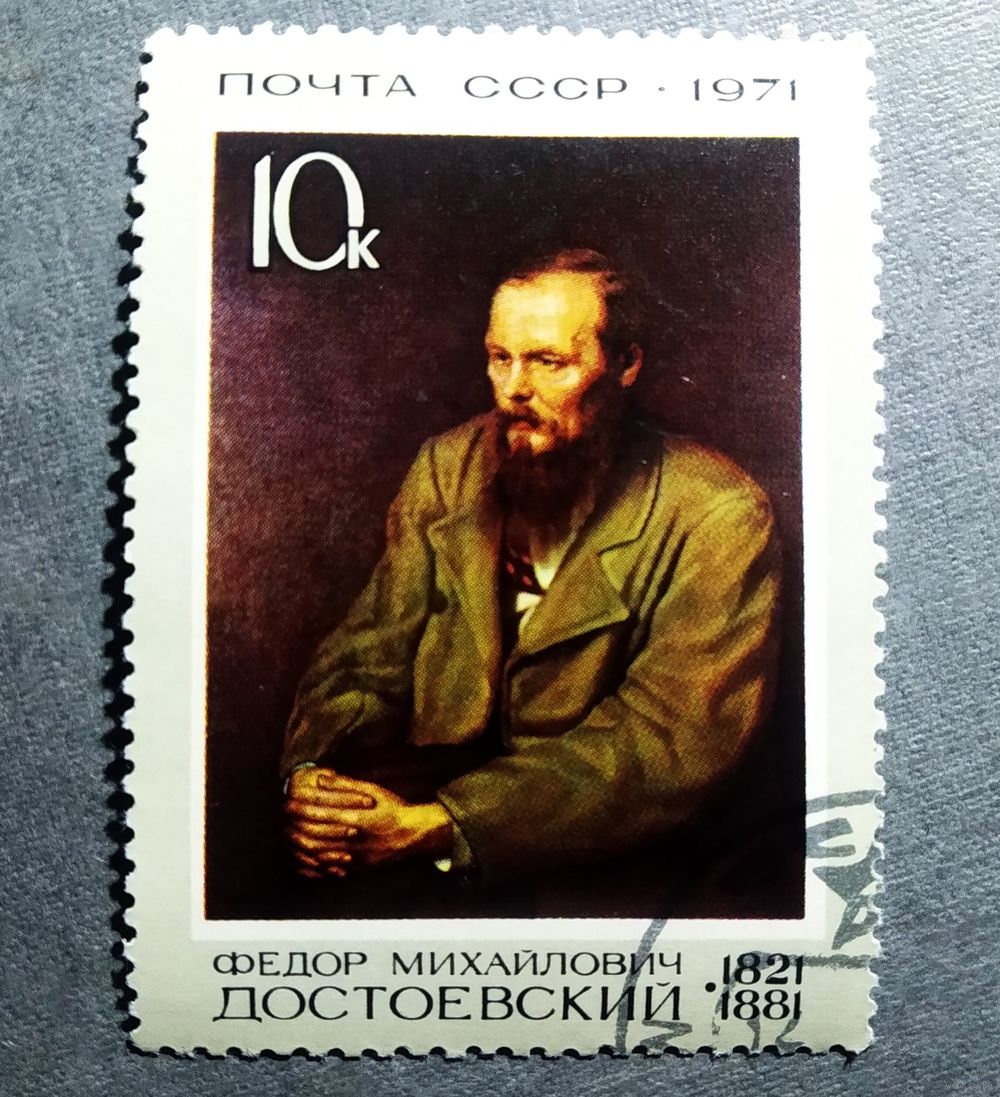 ПОЧТА СССР · 1971
10к
ФЕДОР МИХАЙЛОВИЧ
ДОСТОЕВСКИЙ · 1821
1881